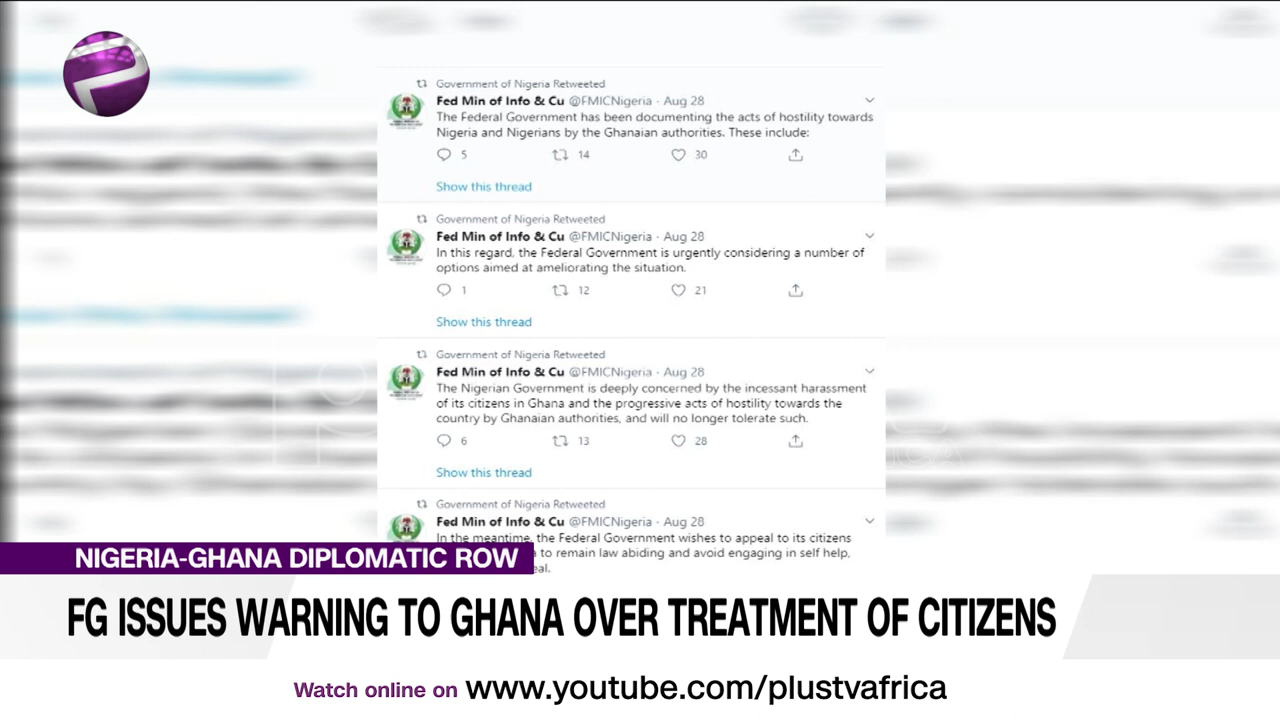 Government of Nigeria Retweeted
Fed Min of Info & Cu @FMICNigeria · Aug 28
The Federal Government has been documenting the acts of hostility towards
Nigeria and Nigerians by the Ghanaian authorities. These include:
5 14 30
Show this thread
Government of Nigeria Retweeted
Fed Min of Info & Cu @FMICNigeria · Aug 28
In this regard, the Federal Government is urgently considering a number of
options aimed at ameliorating the situation.
1 12 21
Show this thread
Government of Nigeria Retweeted
Fed Min of Info & Cu @FMICNigeria · Aug 28
The Nigerian Government is deeply concerned by the incessant harassment
of its citizens in Ghana and the progressive acts of hostility towards the
country by Ghanaian authorities, and will no longer tolerate such.
6 13 28
Show this thread
Government of Nigeria Retweeted
Fed Min of Info & Cu @FMICNigeria · Aug 28
In the meantime, the Federal Government wishes to appeal to its citizens
to remain law abiding and avoid engaging in self help,
NIGERIA-GHANA DIPLOMATIC ROW
FG ISSUES WARNING TO GHANA OVER TREATMENT OF CITIZENS
Watch online on www.youtube.com/plustvafrica